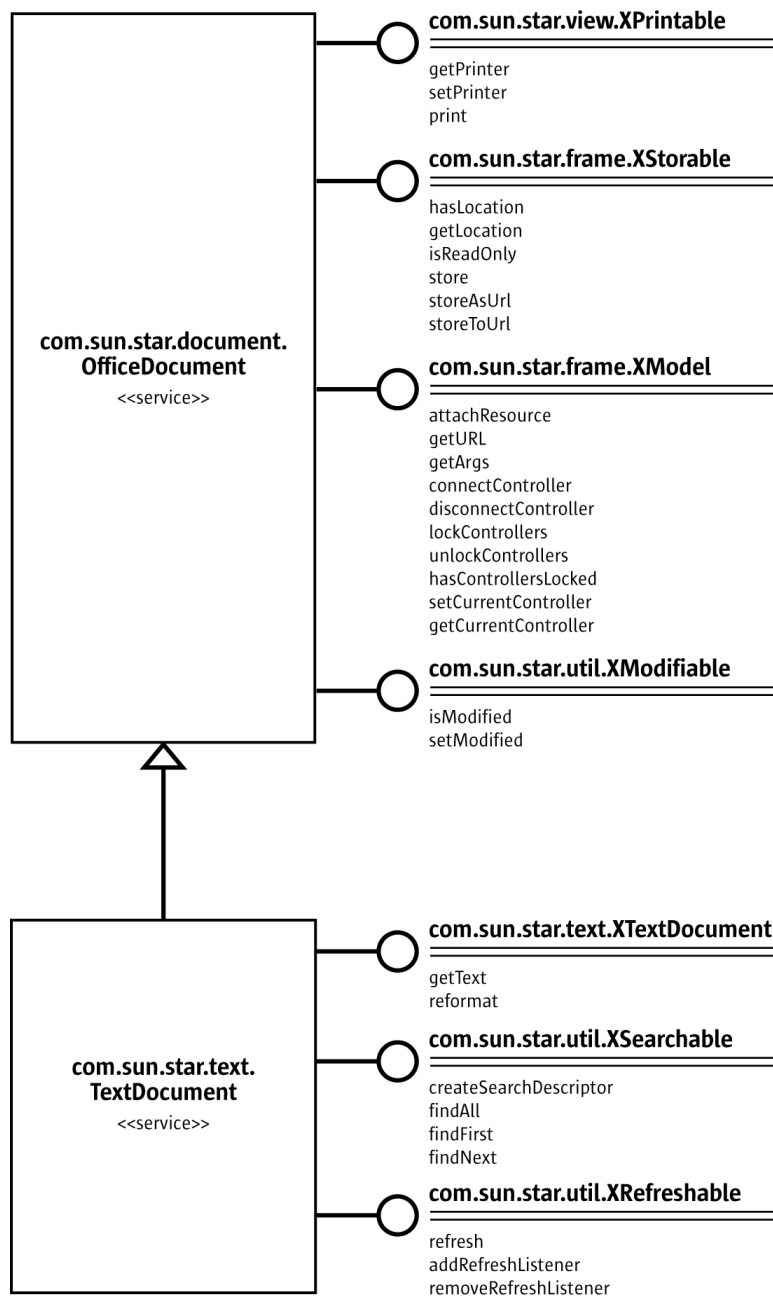 com.sun.star.view.XPrintable
getPrinter
setPrinter
print
com.sun.star.frame.XStorable
hasLocation
getLocation
isReadOnly
store
storeAsUrl
storeToUrl
com.sun.star.document.
OfficeDocument
<<service>>
com.sun.star.frame.XModel
attachResource
getURL
getArgs
connectController
disconnectController
lockControllers
unlockControllers
hasControllersLocked
setCurrentController
getCurrentController
com.sun.star.util.XModifiable
isModified
setModified
com.sun.star.text.XTextDocument
getText
reformat
com.sun.star.text.
TextDocument
<<service>>
com.sun.star.util.XSearchable
createSearchDescriptor
findAll
findFirst
findNext
com.sun.star.util.XRefreshable
refresh
addRefreshListener
removeRefreshListener